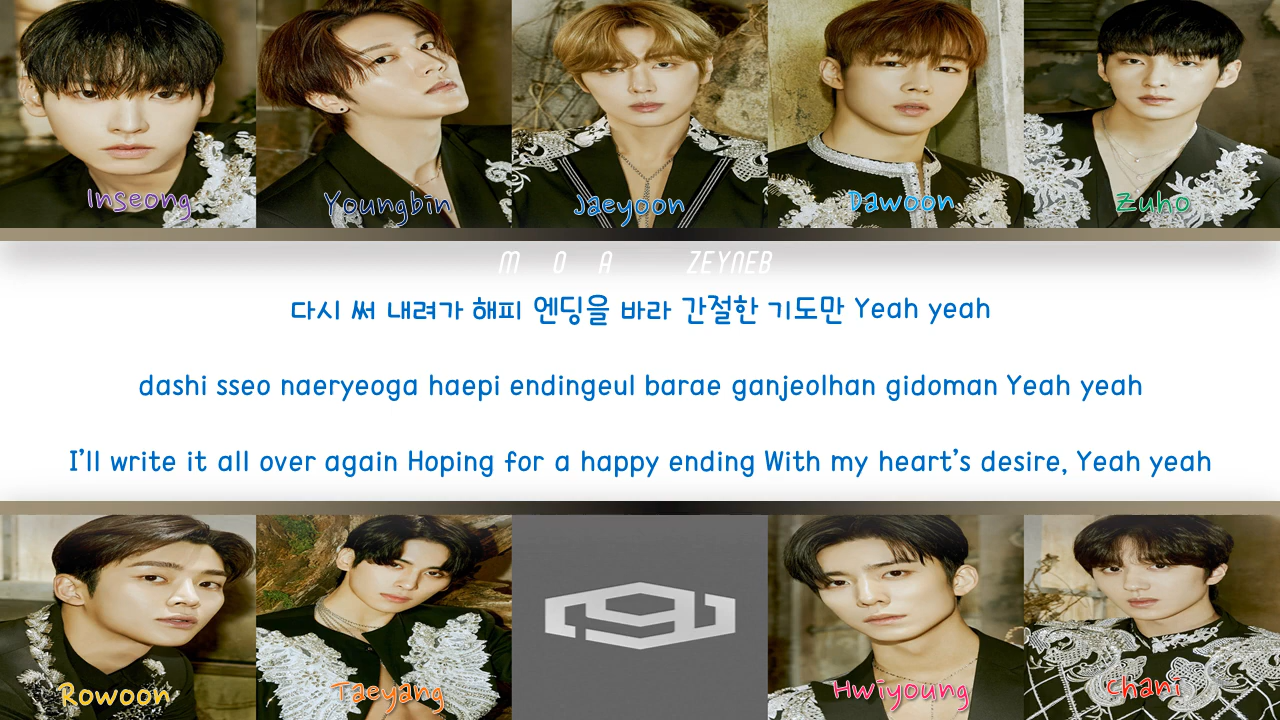 Inseong
Youngbin
Jaeyoon
Dawoon
Zuho
M O A ZEYNEB
다시 써 내려가 해피 엔딩을 바라 간절한 기도만 Yeah yeah
dashi sseo naeryeoga haepi endingeul barae ganjeolhan gidoman Yeah yeah
I’ll write it all over again Hoping for a happy ending With my heart’s desire, Yeah yeah
Rowoon
Taeyang
Hwiyoung
Chani